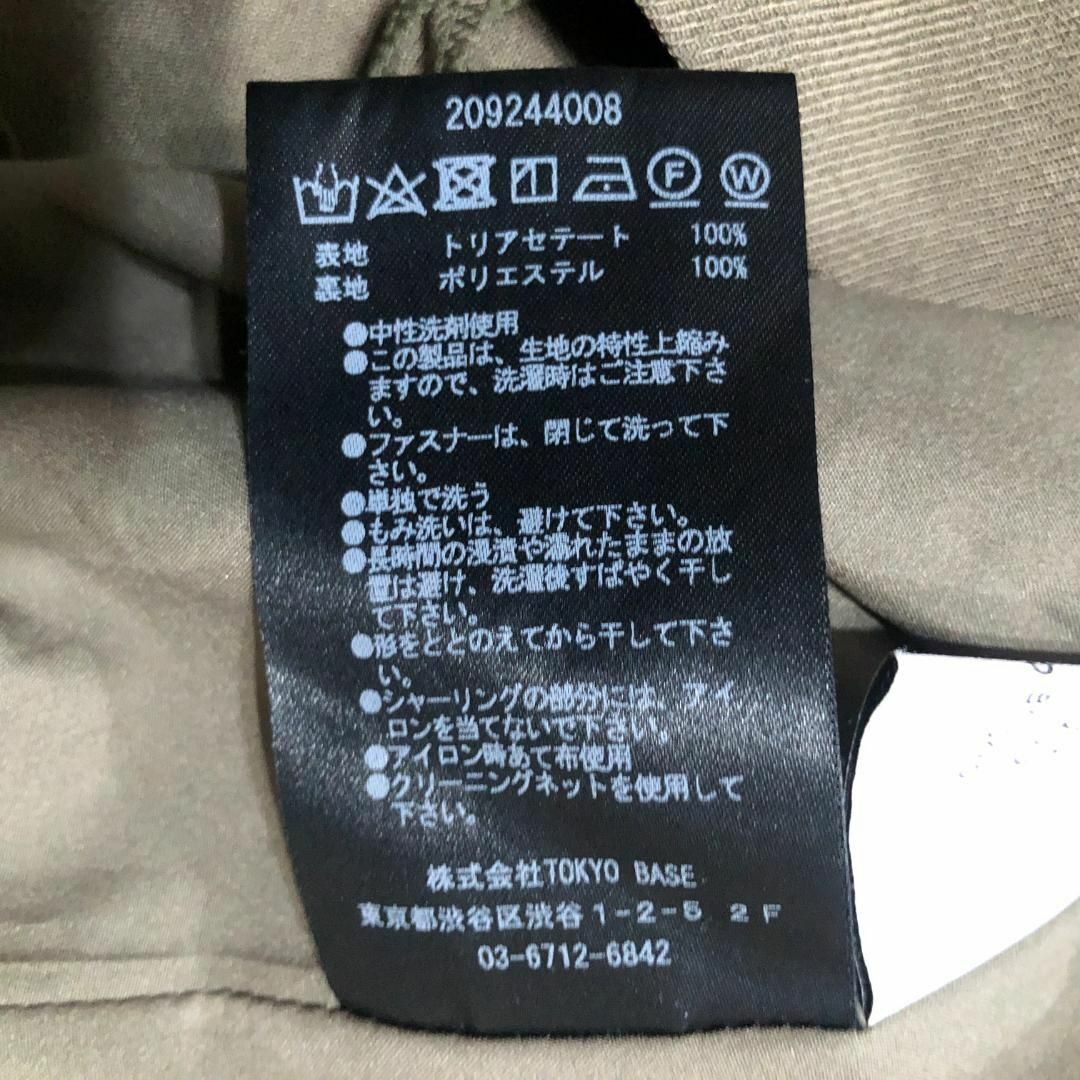 209244008
F W
表地 トリアセテート 100%
裏地 ポリエステル 100%
●中性洗剤使用
●この製品は、生地の特性上縮み
ますので、洗濯時はご注意下さ
い。
●ファスナーは、閉じて洗って下
さい。
●単独で洗う
●もみ洗いは、避けて下さい。
●長時間の浸漬や濡れたままの放
置は避け、洗濯後すばやく干し
て下さい。
●形をととのえてから干して下さ
い。
●シャーリングの部分には、アイ
ロンを当てないで下さい。
●アイロン時あて布使用
●クリーニングネットを使用して
下さい。
株式会社TOKYO BASE
東京都渋谷区渋谷1-2-5 2F
03-6712-6842